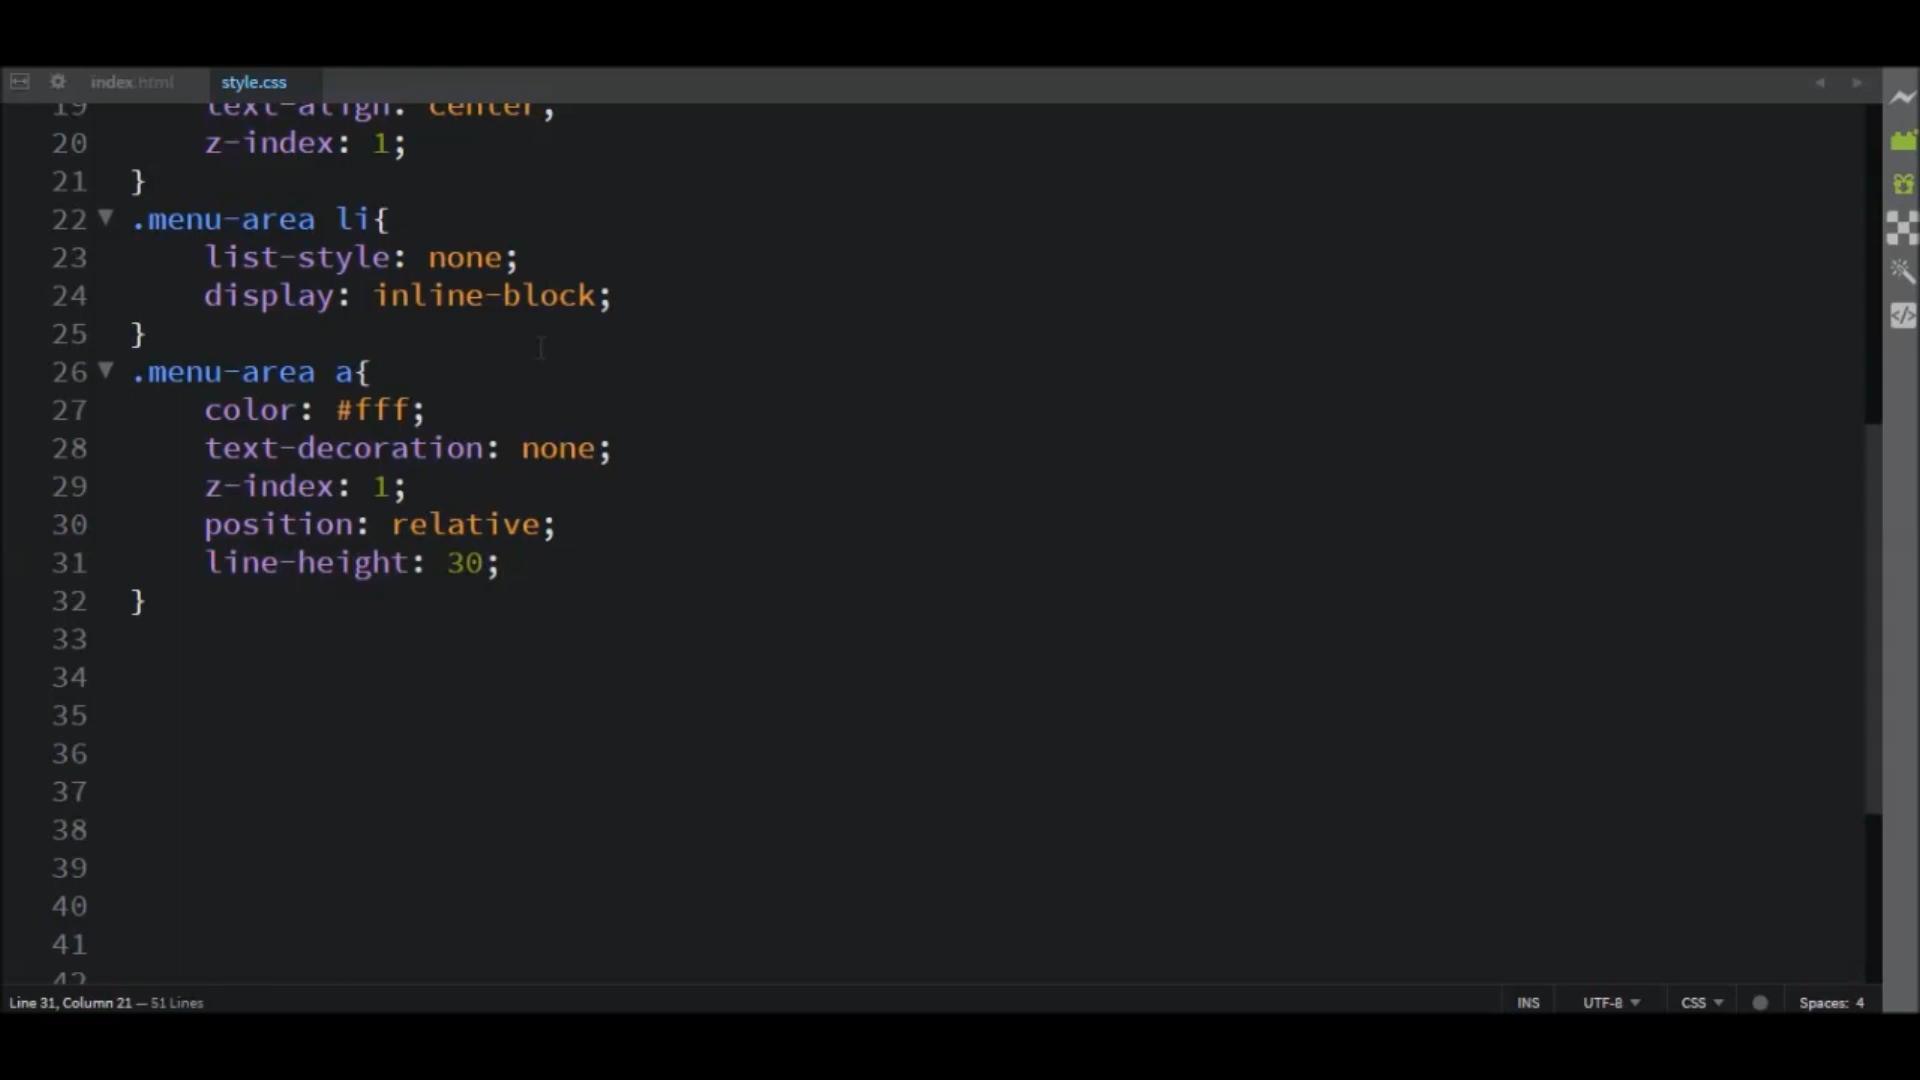 index.html
style.css
19 text-align: center;
20 z-index: 1;
21 }
22 .menu-area li{
23 list-style: none;
24 display: inline-block;
25 }
26 .menu-area a{
27 color: #fff;
28 text-decoration: none;
29 z-index: 1;
30 position: relative;
31 line-height: 30;
32 }
33
34
35
36
37
38
39
40
41
42
Line 31, Column 21 — 51 Lines
INS
UTF-8
CSS
Spaces: 4